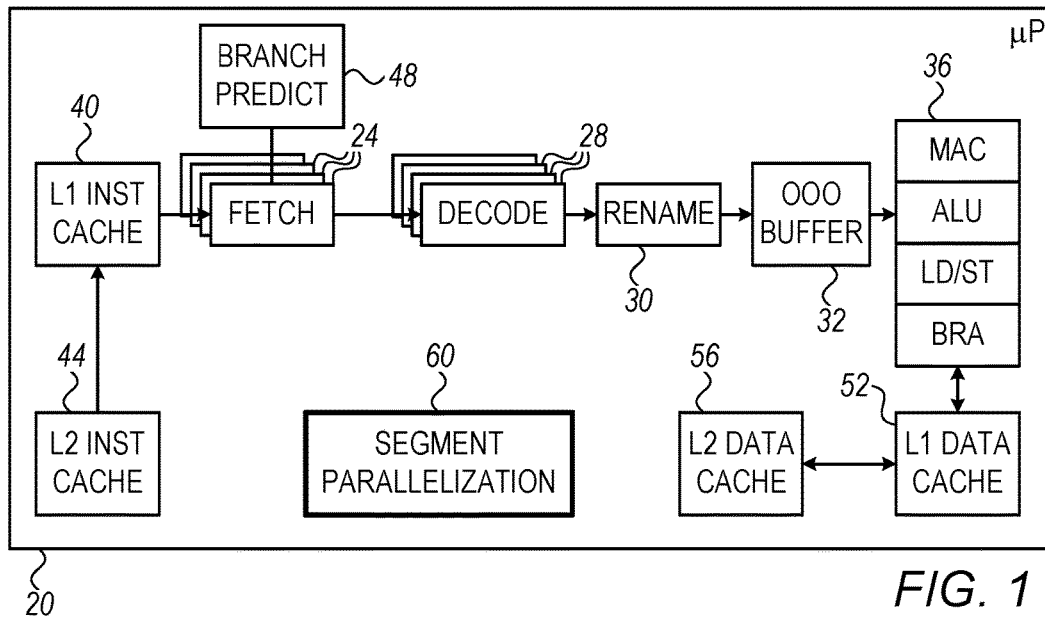 μP
BRANCH
PREDICT
48
40
24
28
36
L1 INST
CACHE
FETCH
DECODE
RENAME
OOO
BUFFER
MAC
ALU
LD/ST
BRA
30
32
44
60
56
52
L2 INST
CACHE
SEGMENT
PARALLELIZATION
L2 DATA
CACHE
L1 DATA
CACHE
20
FIG. 1